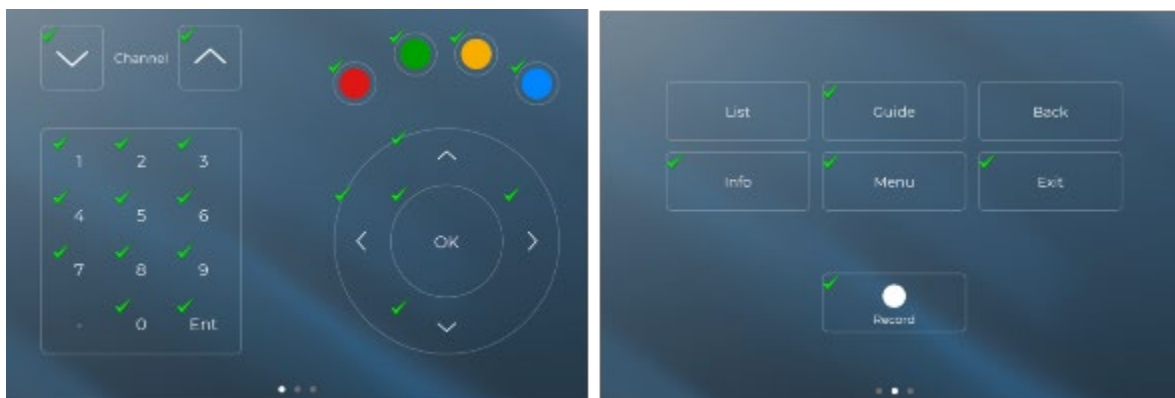 Channel
1 2 3
4 5 6
7 8 9
. 0 Ent
OK
List Guide Back
Info Menu Exit
Record